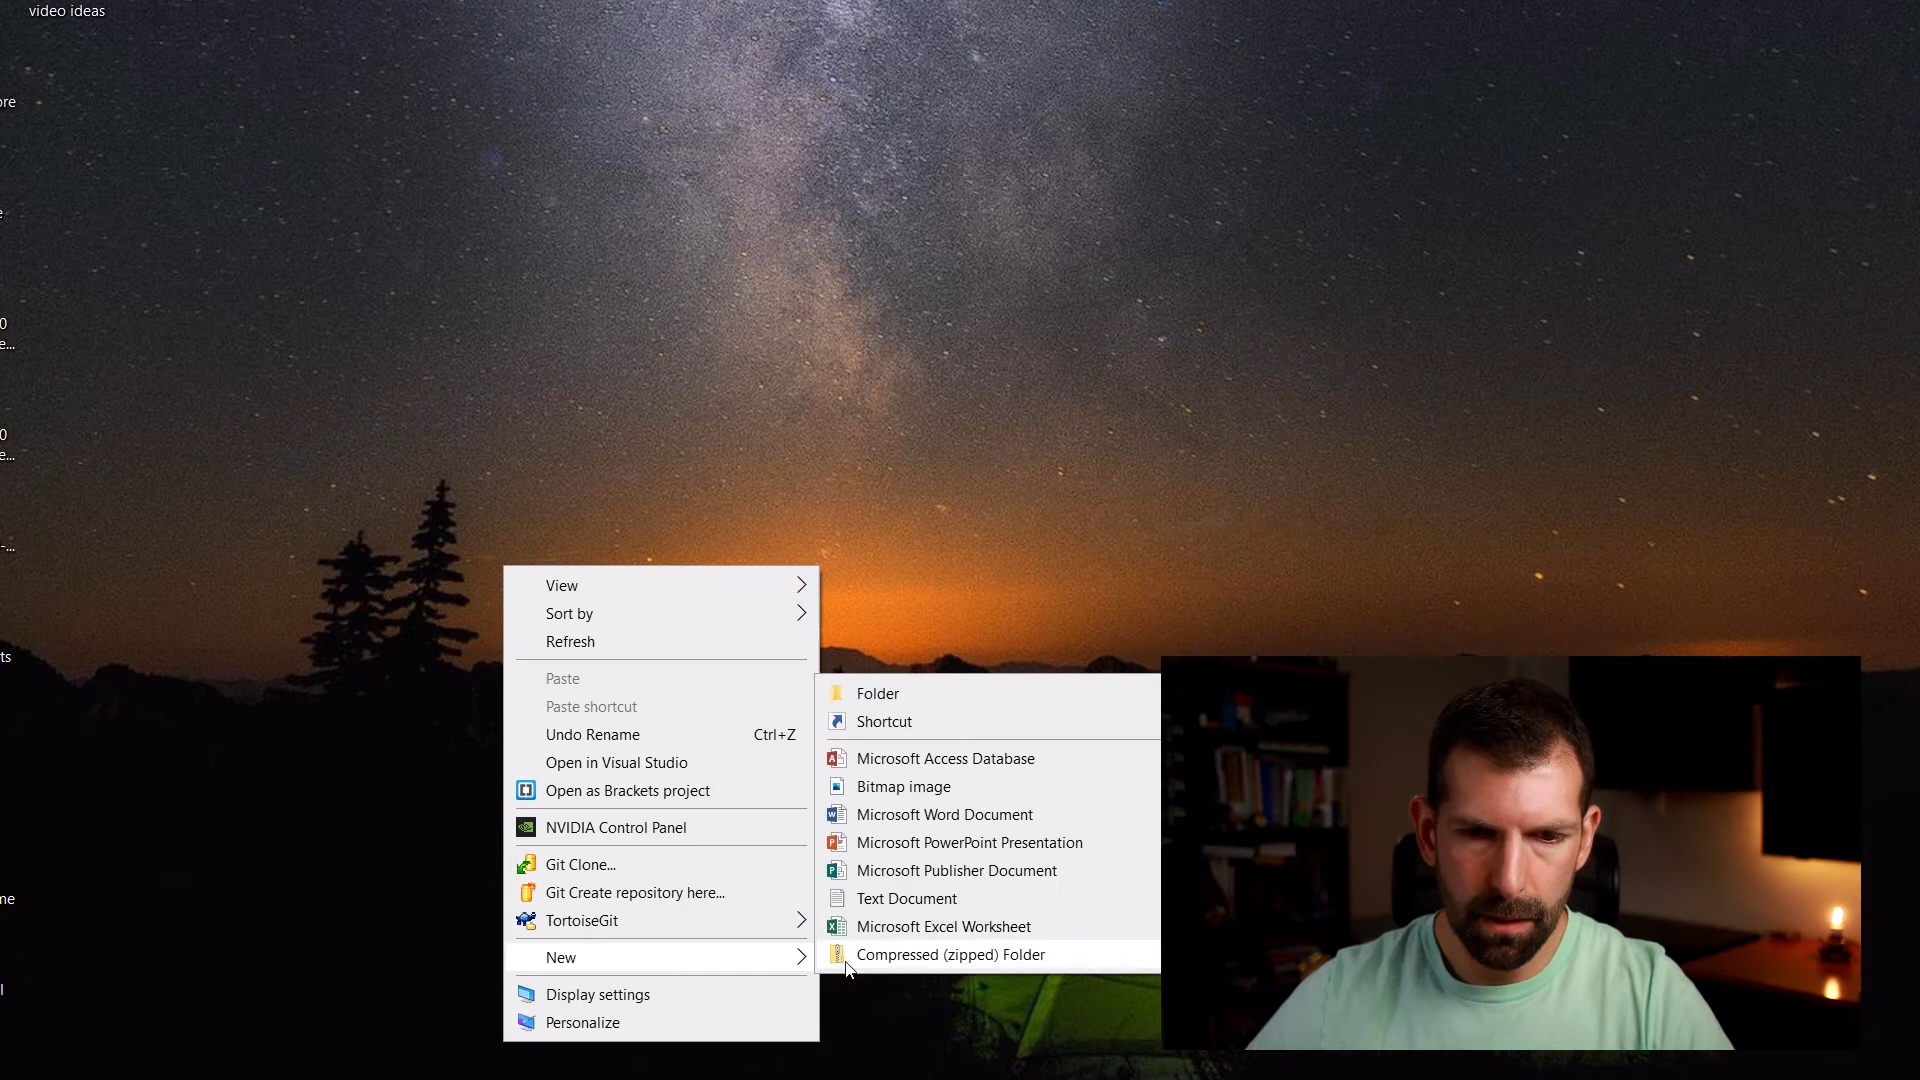 video ideas
View
Sort by
Refresh
Paste
Paste shortcut
Undo Rename Ctrl+Z
Open in Visual Studio
Open as Brackets project
NVIDIA Control Panel
Git Clone...
Git Create repository here...
TortoiseGit
New
Display settings
Personalize
Folder
Shortcut
Microsoft Access Database
Bitmap image
Microsoft Word Document
Microsoft PowerPoint Presentation
Microsoft Publisher Document
Text Document
Microsoft Excel Worksheet
Compressed (zipped) Folder